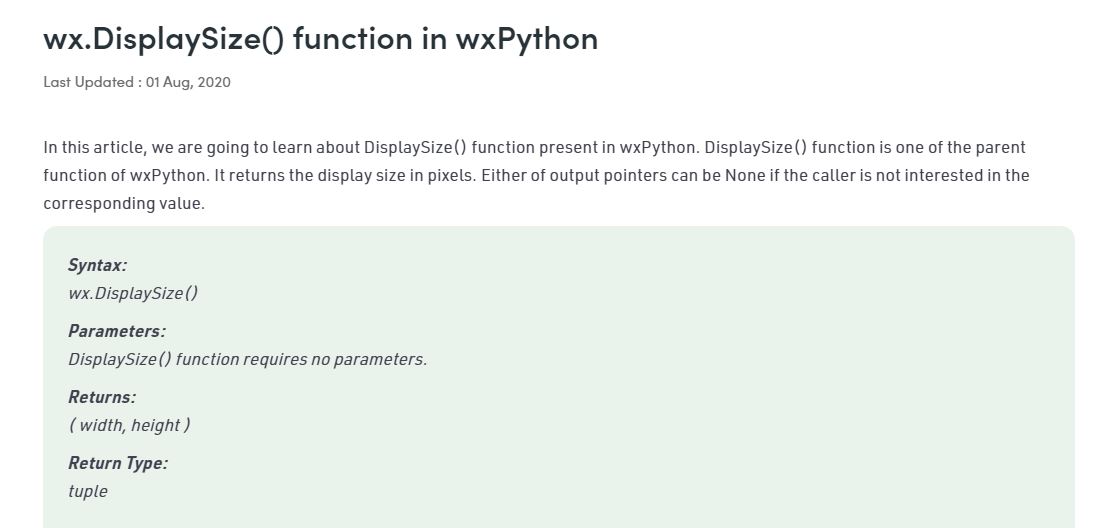 wx.DisplaySize() function in wxPython
Last Updated : 01 Aug, 2020
In this article, we are going to learn about DisplaySize() function present in wxPython. DisplaySize() function is one of the parent
function of wxPython. It returns the display size in pixels. Either of output pointers can be None if the caller is not interested in the
corresponding value.
Syntax:
wx.DisplaySize()
Parameters:
DisplaySize() function requires no parameters.
Returns:
( width, height )
Return Type:
tuple